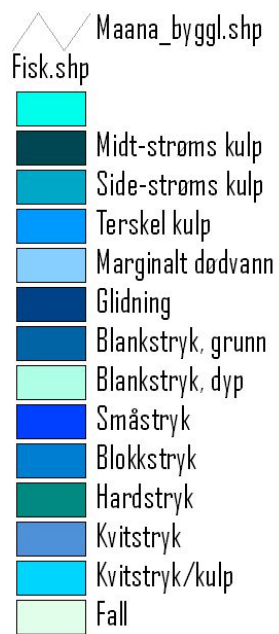 Maana_byggl.shp
Fisk.shp
Midt-strøms kulp
Side-strøms kulp
Terskel kulp
Marginalt dødvann
Glidning
Blankstryk, grunn
Blankstryk, dyp
Småstryk
Blokkstryk
Hardstryk
Kvitstryk
Kvitstryk/kulp
Fall